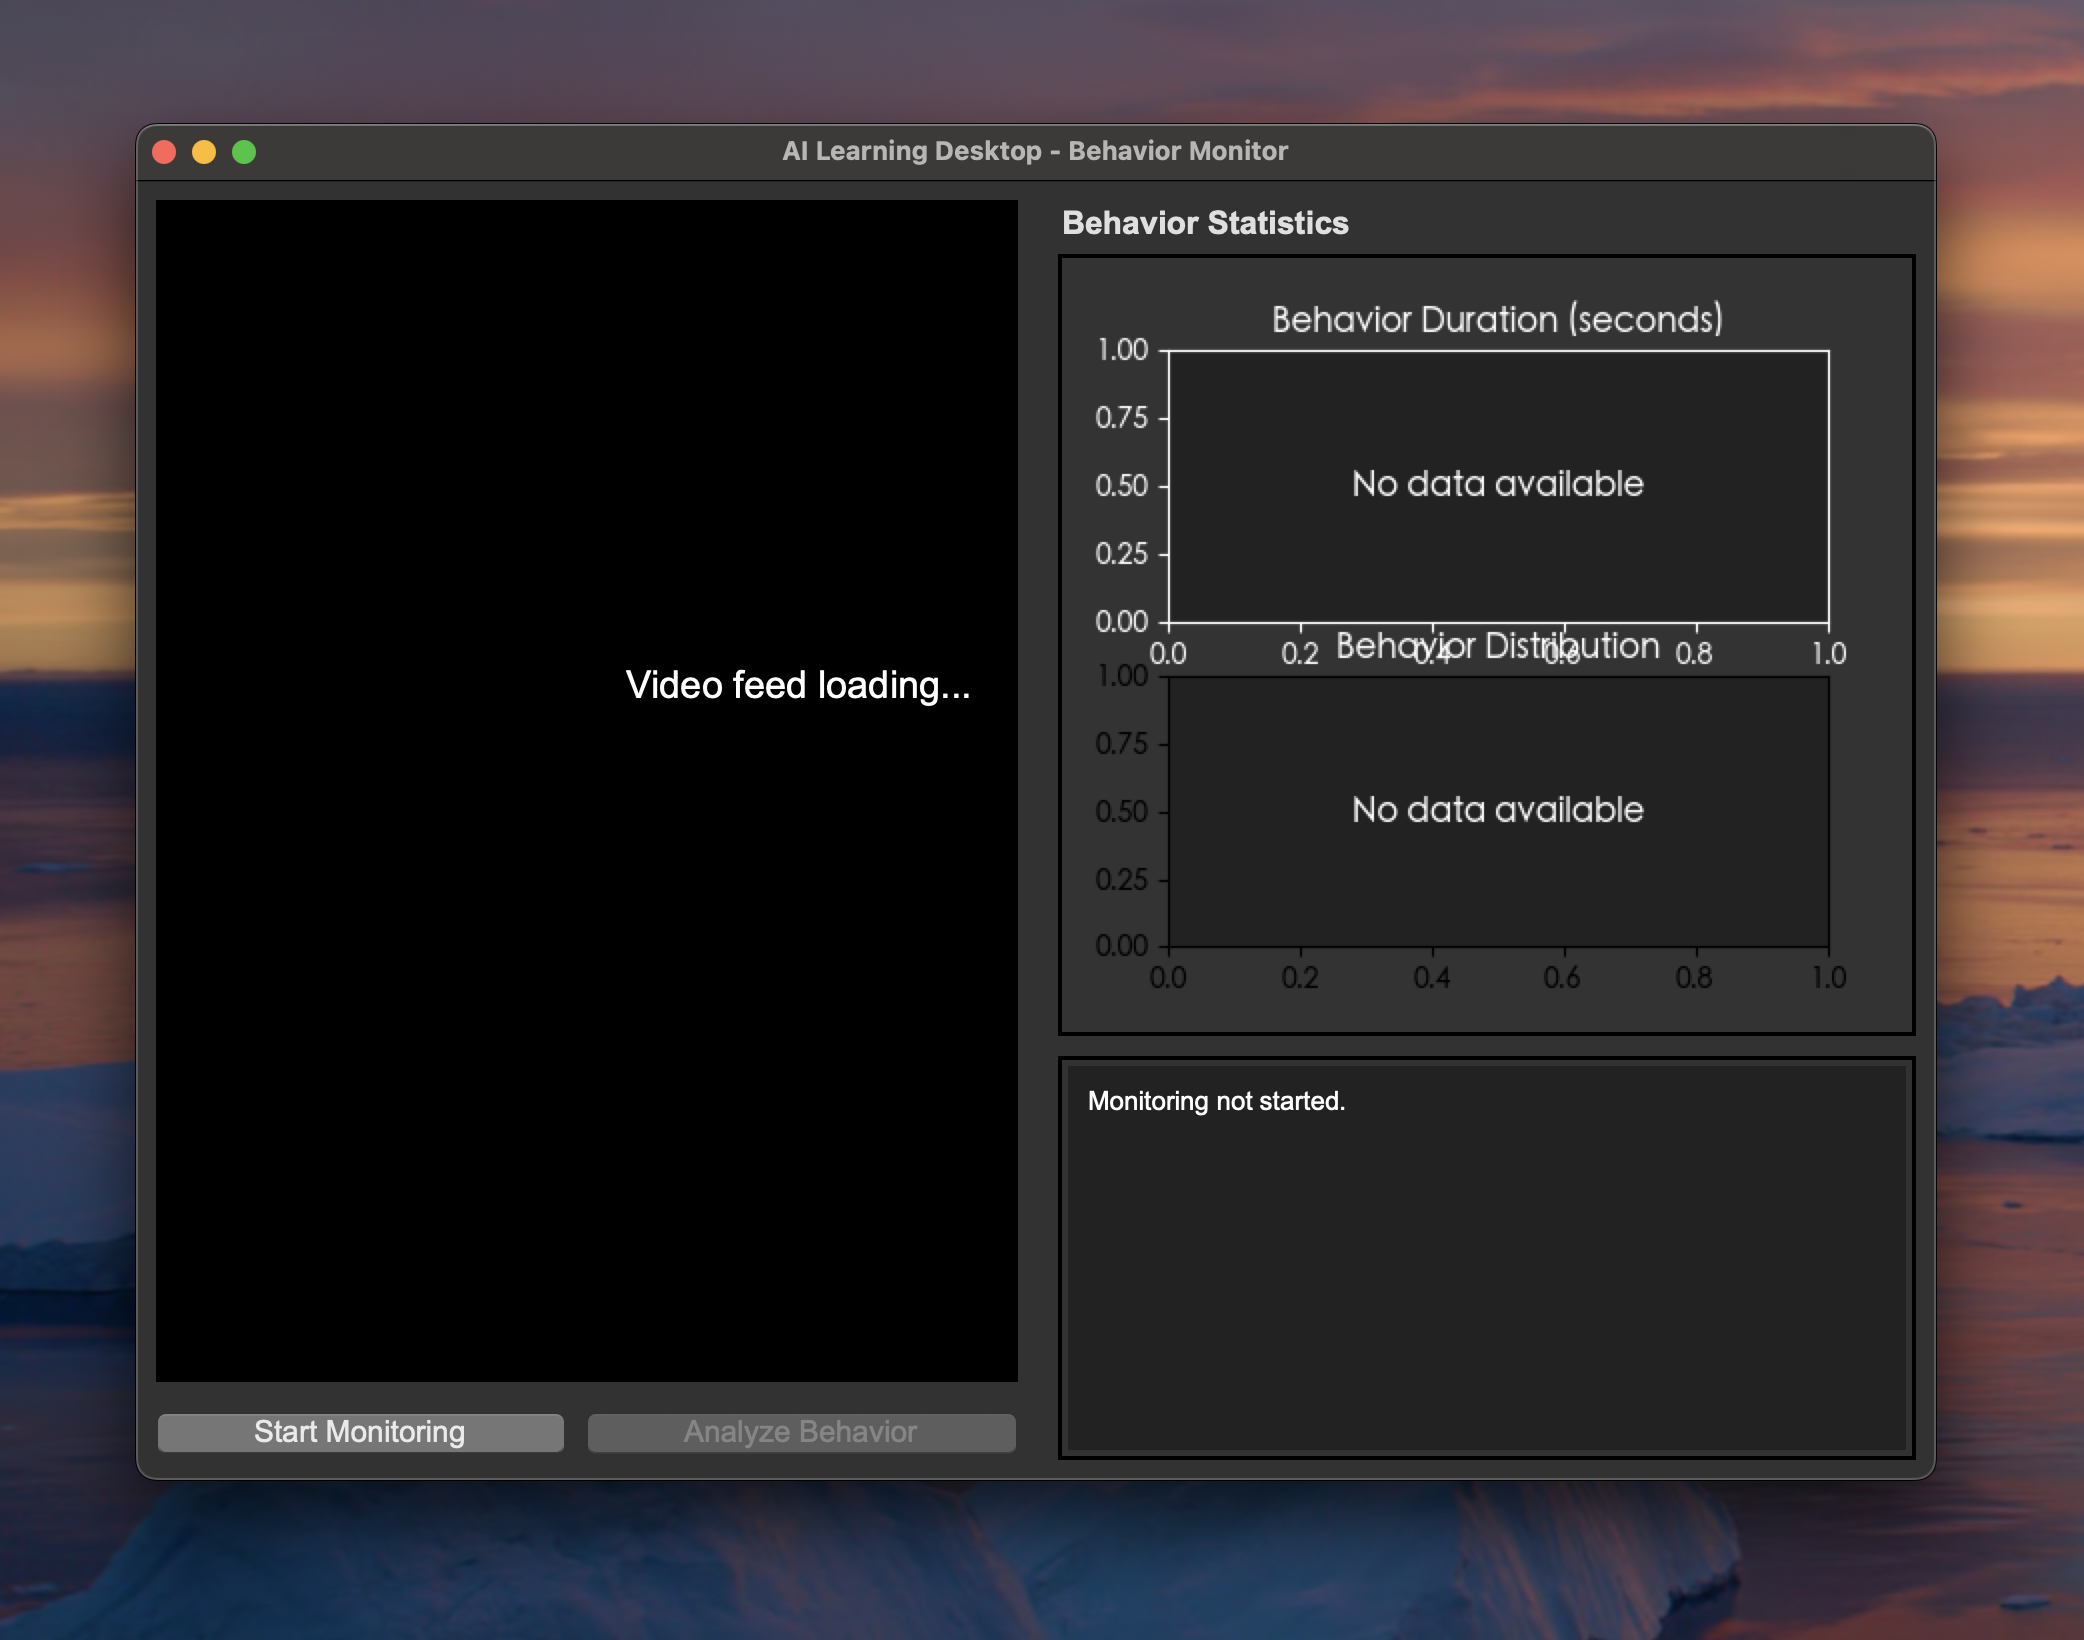 AI Learning Desktop - Behavior Monitor
Video feed loading...
Start Monitoring
Analyze Behavior
Behavior Statistics
Behavior Duration (seconds)
1.00
0.75
0.50
0.25
0.00
No data available
0.0 0.2 0.4 0.6 0.8 1.0
Behavior Distribution
1.00
0.75
0.50
0.25
0.00
No data available
0.0 0.2 0.4 0.6 0.8 1.0
Monitoring not started.